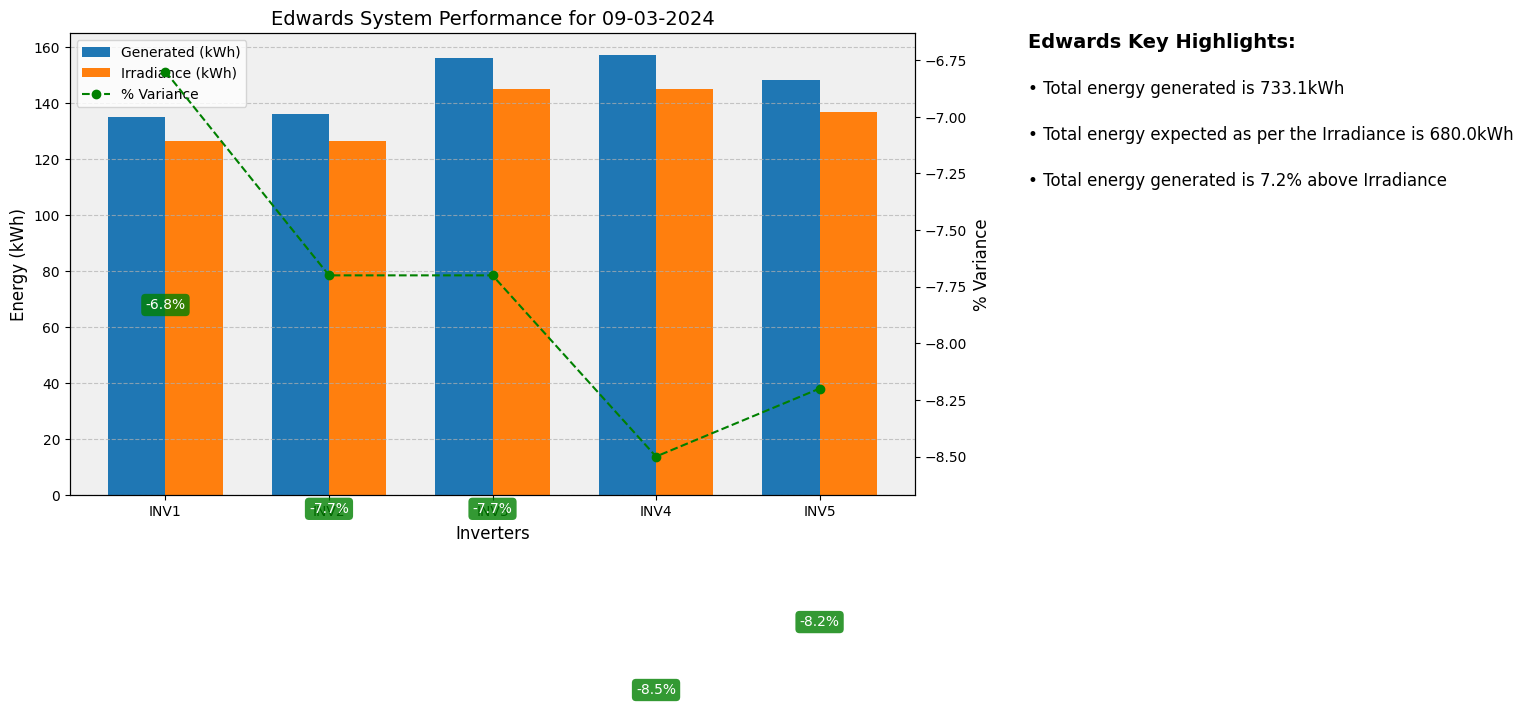 Edwards System Performance for 09-03-2024
Generated (kWh)
Irradiance (kWh)
% Variance
Energy (kWh)
160
140
120
100
80
60
40
20
0
INV1
INV4
INV5
Inverters
% Variance
−6.75
−7.00
−7.25
−7.50
−7.75
−8.00
−8.25
−8.50
-6.8%
-7.7%
-7.7%
-8.5%
-8.2%
Edwards Key Highlights:
• Total energy generated is 733.1kWh
• Total energy expected as per the Irradiance is 680.0kWh
• Total energy generated is 7.2% above Irradiance